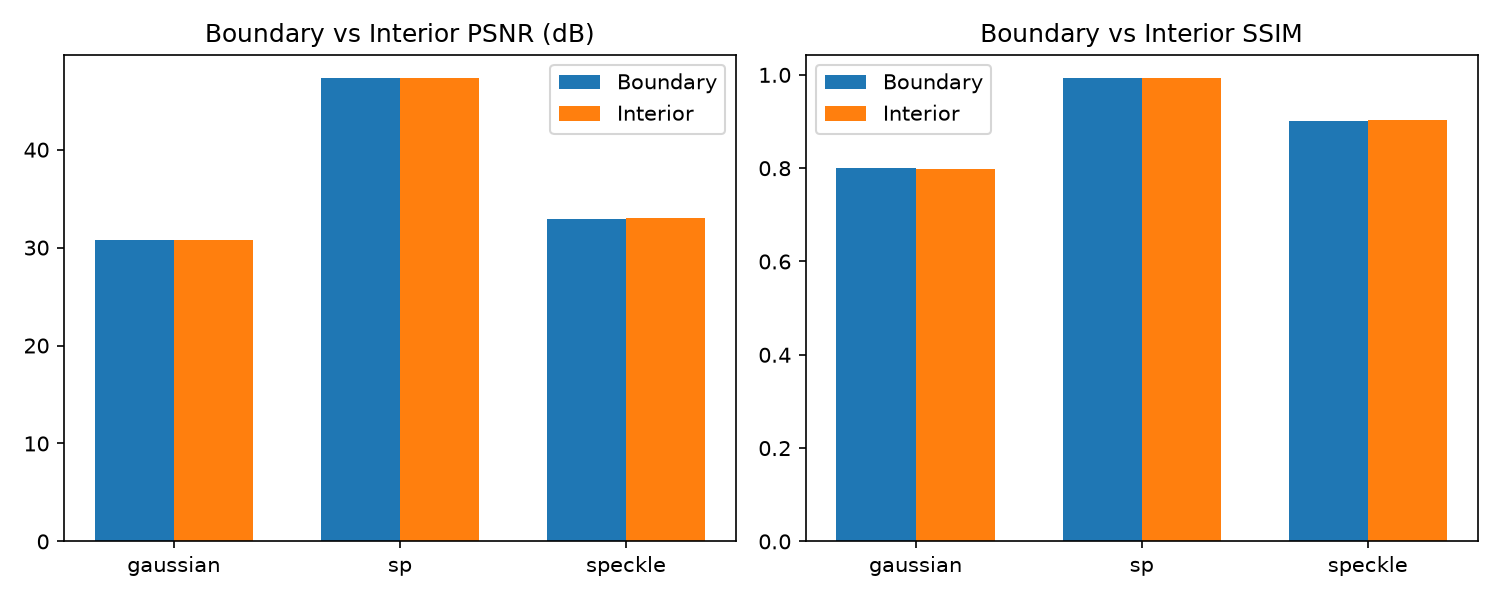 Boundary vs Interior PSNR (dB)
Boundary
Interior
40
30
20
10
0
gaussian
sp
speckle
Boundary vs Interior SSIM
Boundary
Interior
1.0
0.8
0.6
0.4
0.2
0.0
gaussian
sp
speckle